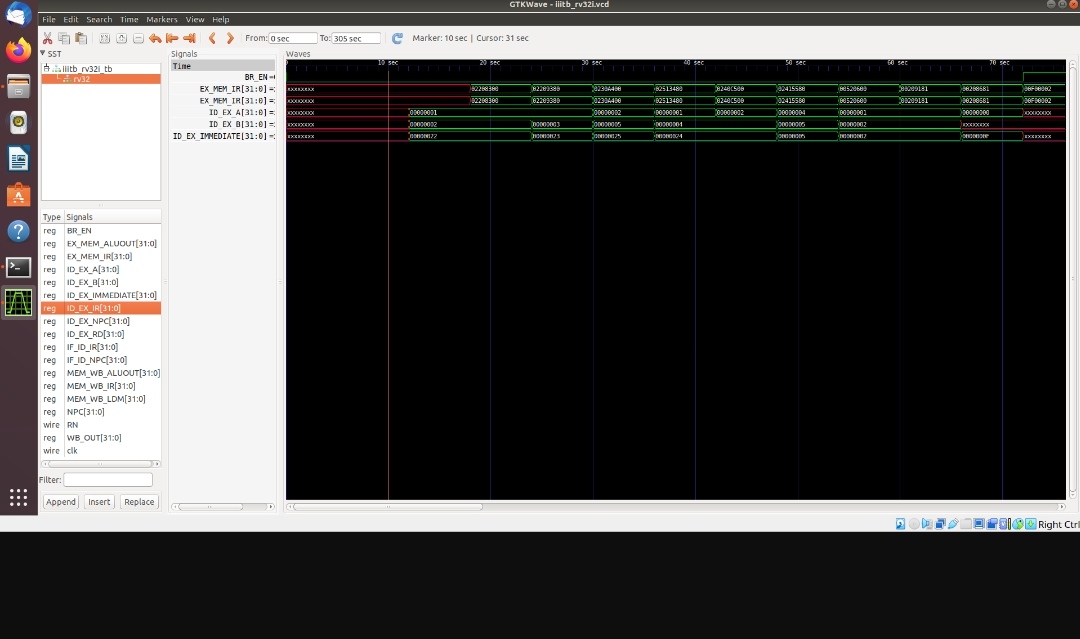 GTKWave - iiitb_rv32i.vcd
File Edit Search Time Markers View Help
From: 0 sec To: 305 sec Marker: 10 sec | Cursor: 31 sec
SST
iiitb_rv32i_tb
rv32
Type Signals
reg BR_EN
reg EX_MEM_ALUOUT[31:0]
reg EX_MEM_IR[31:0]
reg ID_EX_A[31:0]
reg ID_EX_B[31:0]
reg ID_EX_IMMEDIATE[31:0]
reg ID_EX_IR[31:0]
reg ID_EX_NPC[31:0]
reg ID_EX_RD[31:0]
reg IF_ID_IR[31:0]
reg IF_ID_NPC[31:0]
reg MEM_WB_ALUOUT[31:0]
reg MEM_WB_IR[31:0]
reg MEM_WB_LDM[31:0]
reg NPC[31:0]
wire RN
reg WB_OUT[31:0]
wire clk
Filter:
Append Insert Replace
Signals
Time
BR_EN
EX_MEM_IR[31:0]
EX_MEM_IR[31:0]
ID_EX_A[31:0]
ID_EX_B[31:0]
ID_EX_IMMEDIATE[31:0]
Waves
10 sec 20 sec 30 sec 40 sec 50 sec 60 sec 70 sec
xxxxxxxx 02208300 02209380 0230A400 02513480 0240C500 02415580 00520600 00209181 00208681 00F00002
xxxxxxxx 02208300 02209380 0230A400 02513480 0240C500 02415580 00520600 00209181 00208681 00F00002
xxxxxxxx 00000001 00000002 00000001 00000002 00000004 00000001 00000000 xxxxxxxx
xxxxxxxx 00000002 00000003 00000005 00000004 00000005 00000002 xxxxxxxx
xxxxxxxx 00000022 00000023 00000025 00000024 00000005 00000002 0000000F xxxxxxxx
Right Ctrl